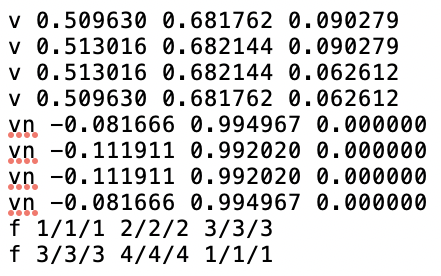 v 0.509630 0.681762 0.090279
v 0.513016 0.682144 0.090279
v 0.513016 0.682144 0.062612
v 0.509630 0.681762 0.062612
vn -0.081666 0.994967 0.000000
vn -0.111911 0.992020 0.000000
vn -0.111911 0.992020 0.000000
vn -0.081666 0.994967 0.000000
f 1/1/1 2/2/2 3/3/3
f 3/3/3 4/4/4 1/1/1